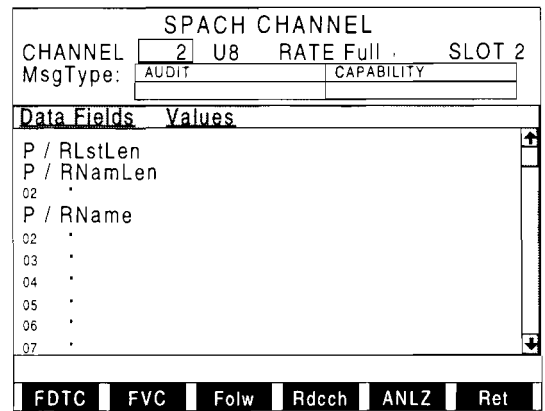 SPACH CHANNEL
CHANNEL 2 U8 RATE Full SLOT 2
MsgType: AUDIT CAPABILITY
Data Fields Values
P / RLstLen
P / RNamLen
02 "
P / RName
02 "
03 "
04 "
05 "
06 "
07 "
FDTC FVC Folw Rdcch ANLZ Ret